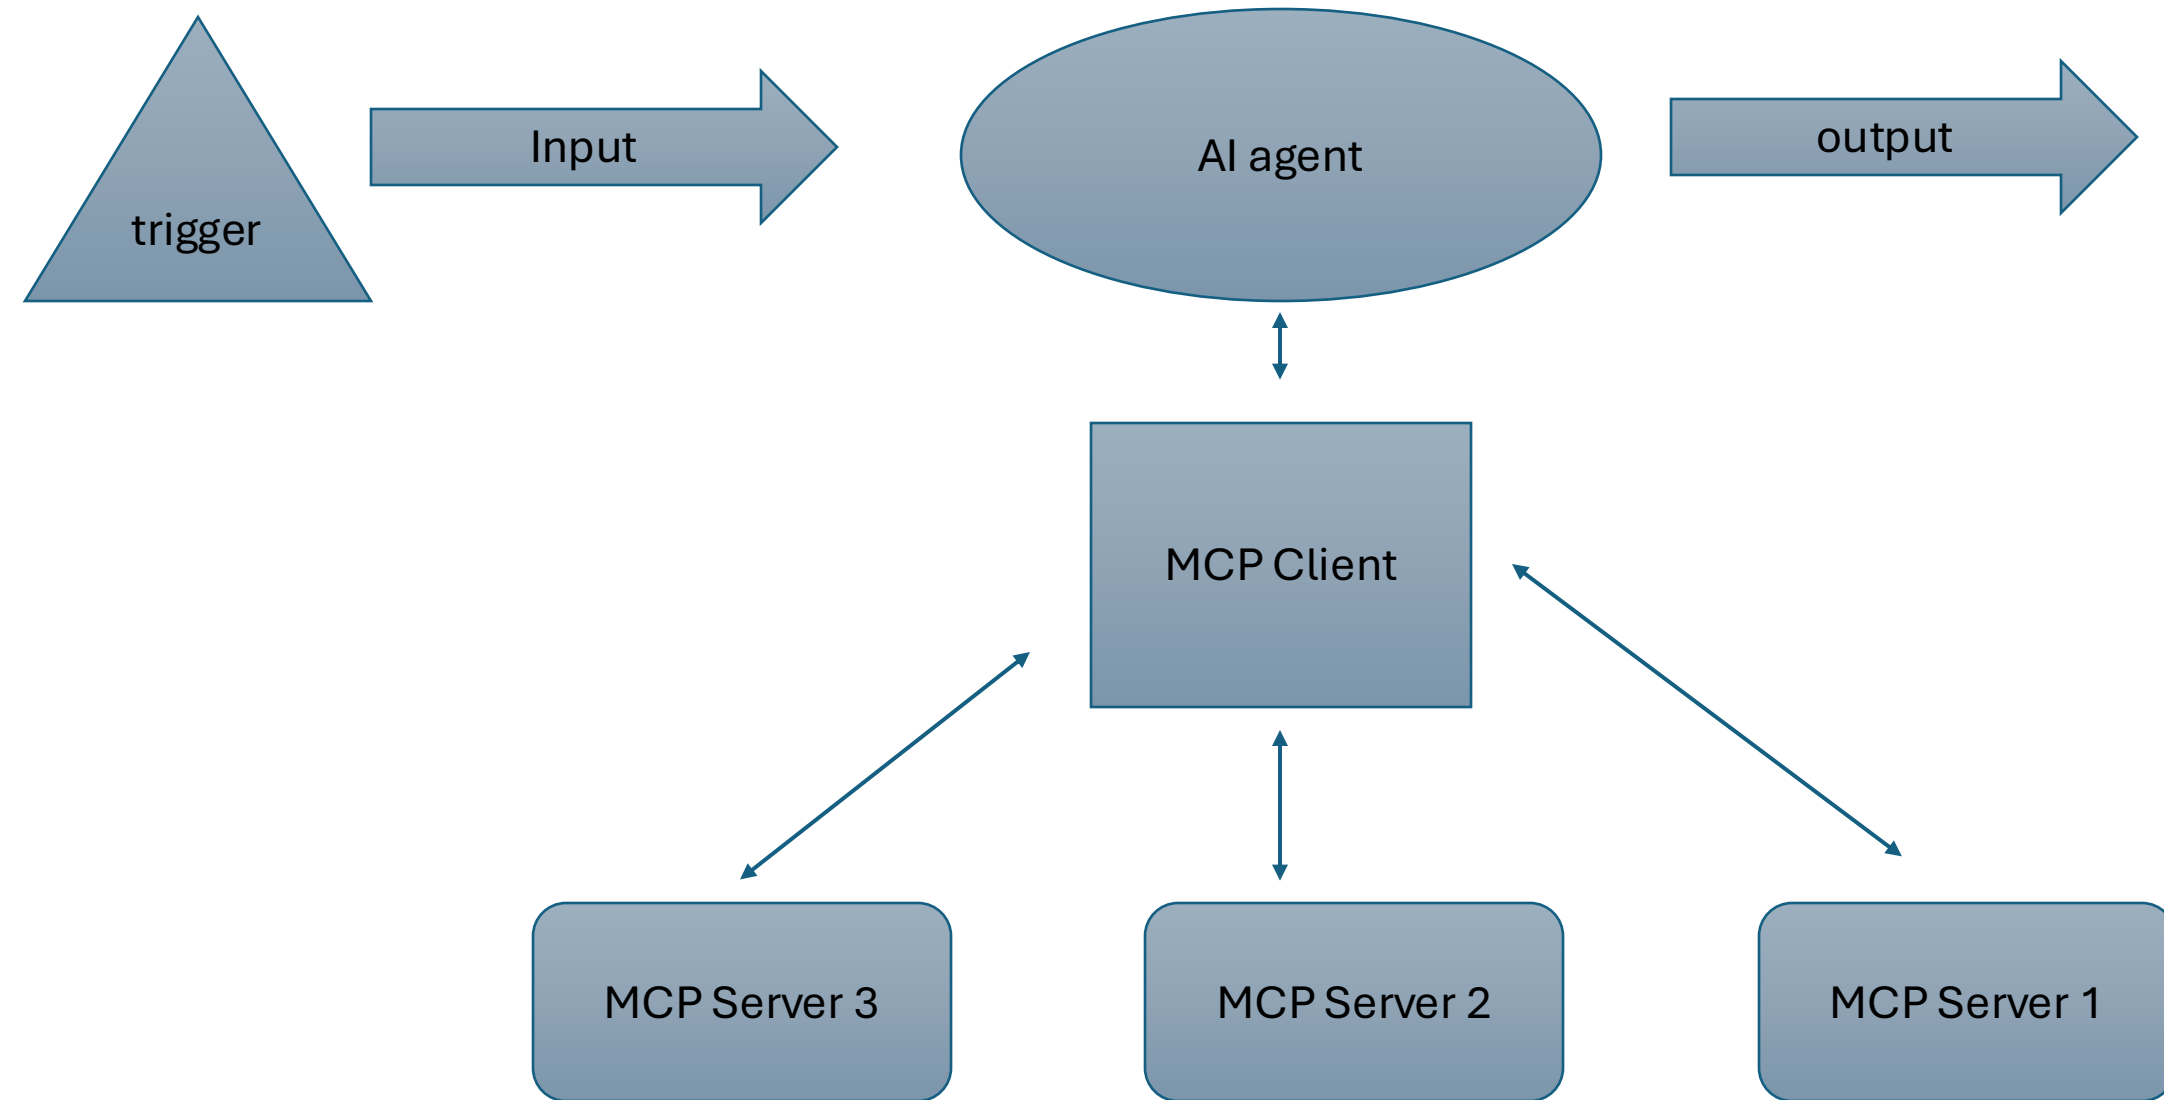 trigger
Input
AI agent
output
MCP Client
MCP Server 3
MCP Server 2
MCP Server 1